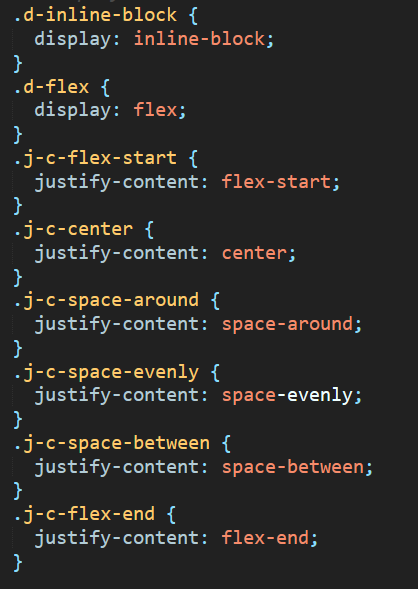 .d-inline-block {
  display: inline-block;
}
.d-flex {
  display: flex;
}
.j-c-flex-start {
  justify-content: flex-start;
}
.j-c-center {
  justify-content: center;
}
.j-c-space-around {
  justify-content: space-around;
}
.j-c-space-evenly {
  justify-content: space-evenly;
}
.j-c-space-between {
  justify-content: space-between;
}
.j-c-flex-end {
  justify-content: flex-end;
}